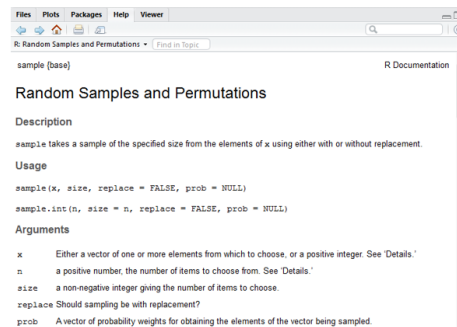 Files Plots Packages Help Viewer
R: Random Samples and Permutations Find in Topic
sample {base} R Documentation
Random Samples and Permutations
Description
sample takes a sample of the specified size from the elements of x using either with or without replacement.
Usage
sample(x, size, replace = FALSE, prob = NULL)
sample.int(n, size = n, replace = FALSE, prob = NULL)
Arguments
x Either a vector of one or more elements from which to choose, or a positive integer. See 'Details.'
n a positive number, the number of items to choose from. See 'Details.'
size a non-negative integer giving the number of items to choose.
replace Should sampling be with replacement?
prob A vector of probability weights for obtaining the elements of the vector being sampled.